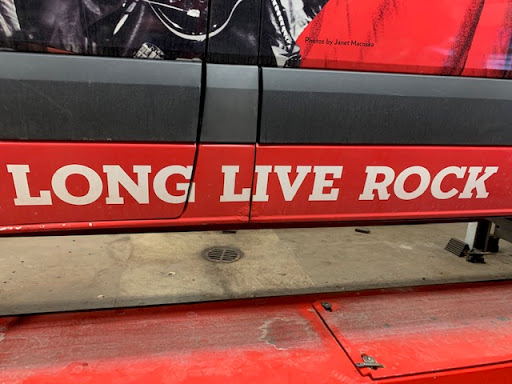 Photos by Janet Macoska
LONG LIVE ROCK